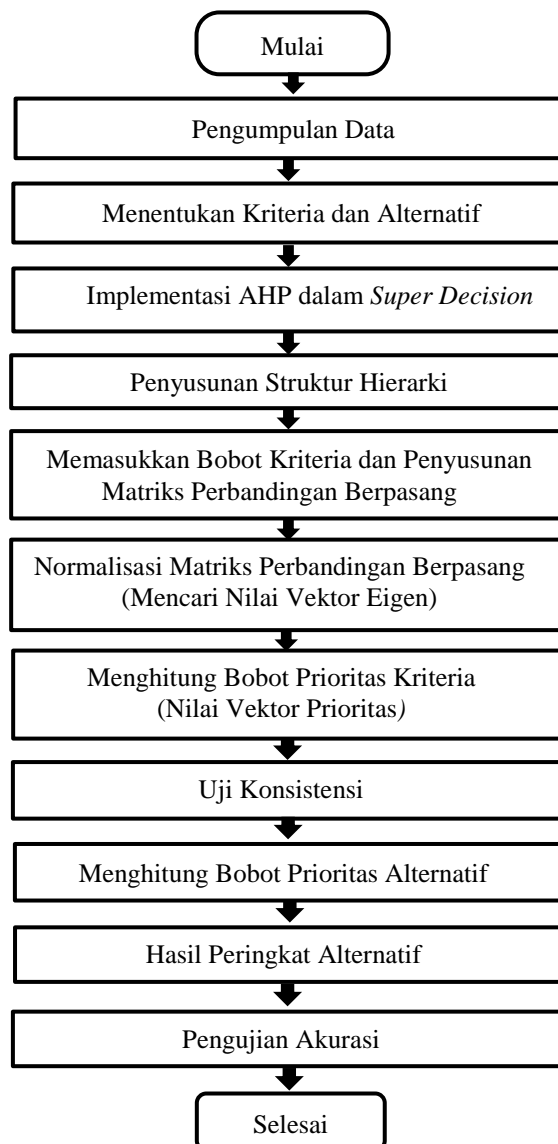 Mulai
Pengumpulan Data
Menentukan Kriteria dan Alternatif
Implementasi AHP dalam Super Decision
Penyusunan Struktur Hierarki
Memasukkan Bobot Kriteria dan Penyusunan
Matriks Perbandingan Berpasang
Normalisasi Matriks Perbandingan Berpasang
(Mencari Nilai Vektor Eigen)
Menghitung Bobot Prioritas Kriteria
(Nilai Vektor Prioritas)
Uji Konsistensi
Menghitung Bobot Prioritas Alternatif
Hasil Peringkat Alternatif
Pengujian Akurasi
Selesai